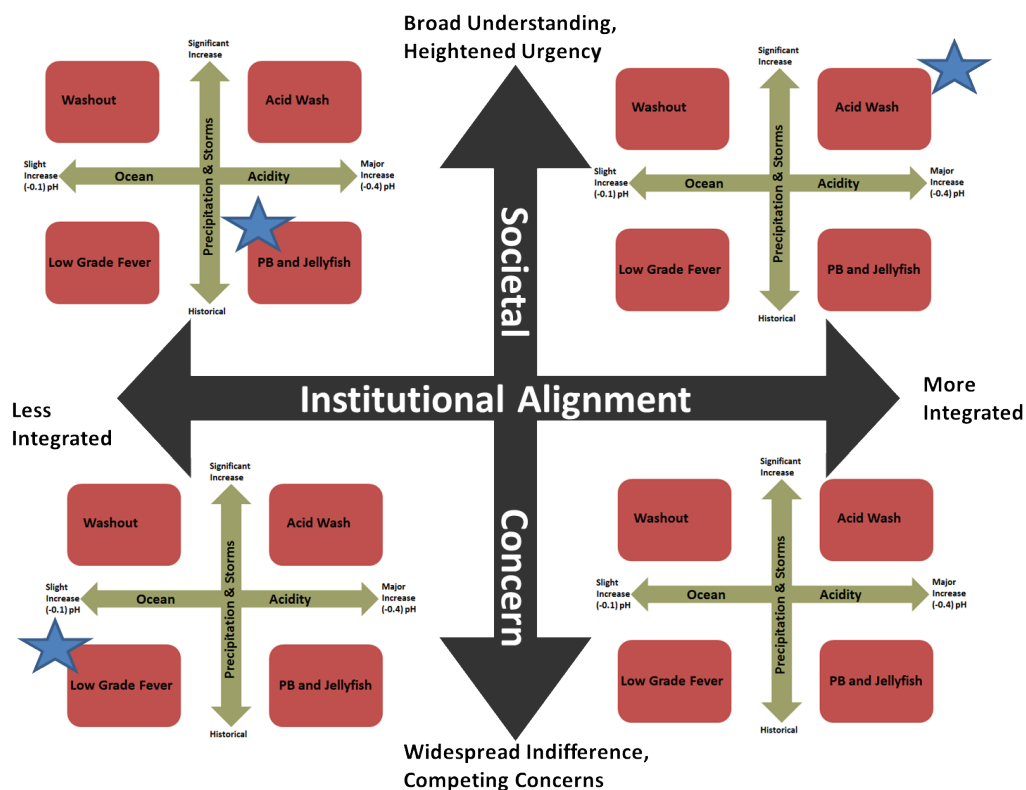 Broad Understanding,
Heightened Urgency
Significant
Increase
Washout
Acid Wash
Slight
Increase
(-0.1) pH
Ocean
Acidity
Major
Increase
(-0.4) pH
Precipitation & Storms
Low Grade Fever
PB and Jellyfish
Historical
Significant
Increase
Washout
Acid Wash
Slight
Increase
(-0.1) pH
Ocean
Acidity
Major
Increase
(-0.4) pH
Precipitation & Storms
Low Grade Fever
PB and Jellyfish
Historical
Societal
Concern
Institutional Alignment
Less
Integrated
More
Integrated
Significant
Increase
Washout
Acid Wash
Slight
Increase
(-0.1) pH
Ocean
Acidity
Major
Increase
(-0.4) pH
Precipitation & Storms
Low Grade Fever
PB and Jellyfish
Historical
Significant
Increase
Washout
Acid Wash
Slight
Increase
(-0.1) pH
Ocean
Acidity
Major
Increase
(-0.4) pH
Precipitation & Storms
Low Grade Fever
PB and Jellyfish
Historical
Widespread Indifference,
Competing Concerns